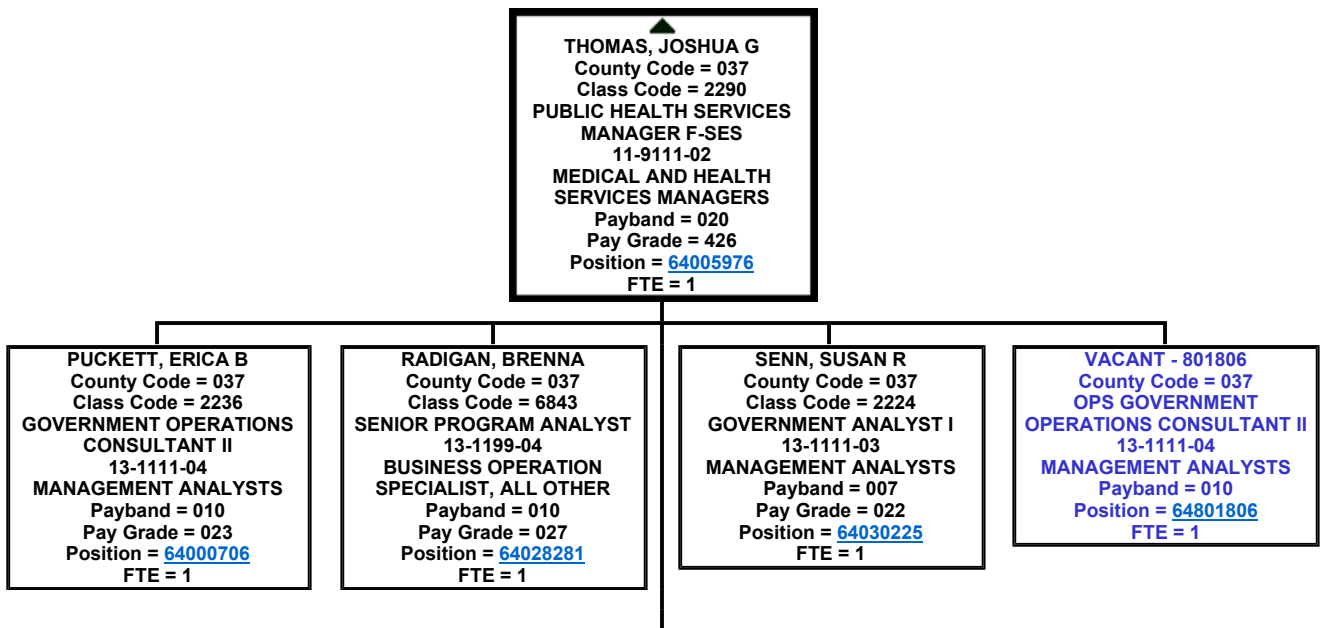 THOMAS, JOSHUA G
County Code = 037
Class Code = 2290
PUBLIC HEALTH SERVICES
MANAGER F-SES
11-9111-02
MEDICAL AND HEALTH
SERVICES MANAGERS
Payband = 020
Pay Grade = 426
Position = 64005976
FTE = 1
PUCKETT, ERICA B
County Code = 037
Class Code = 2236
GOVERNMENT OPERATIONS
CONSULTANT II
13-1111-04
MANAGEMENT ANALYSTS
Payband = 010
Pay Grade = 023
Position = 64000706
FTE = 1
RADIGAN, BRENNA
County Code = 037
Class Code = 6843
SENIOR PROGRAM ANALYST
13-1199-04
BUSINESS OPERATION
SPECIALIST, ALL OTHER
Payband = 010
Pay Grade = 027
Position = 64028281
FTE = 1
SENN, SUSAN R
County Code = 037
Class Code = 2224
GOVERNMENT ANALYST I
13-1111-03
MANAGEMENT ANALYSTS
Payband = 007
Pay Grade = 022
Position = 64030225
FTE = 1
VACANT - 801806
County Code = 037
OPS GOVERNMENT
OPERATIONS CONSULTANT II
13-1111-04
MANAGEMENT ANALYSTS
Payband = 010
Position = 64801806
FTE = 1